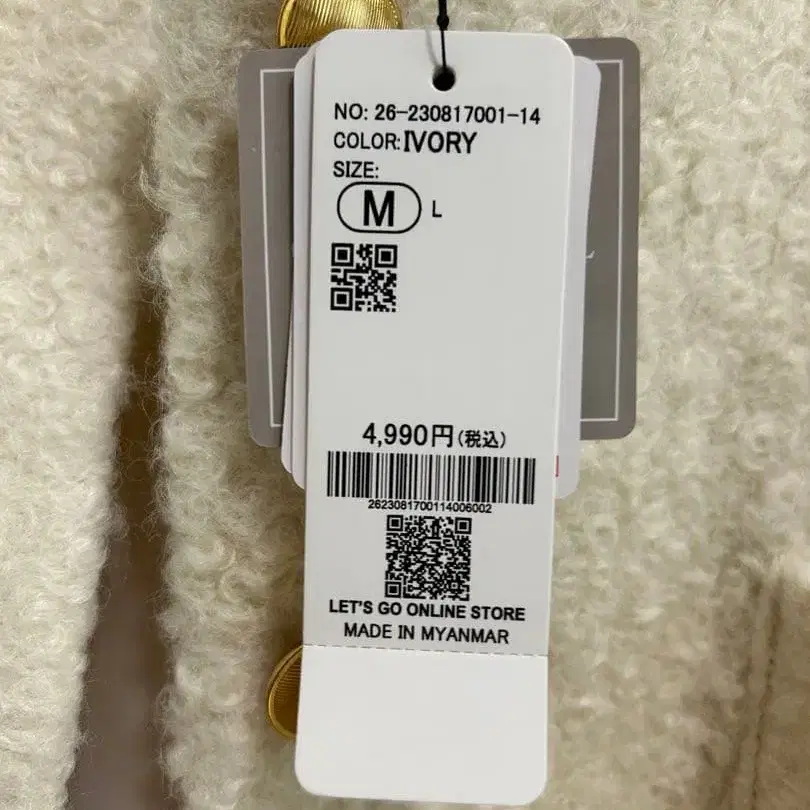 NO: 26-230817001-14
COLOR:IVORY
SIZE:
M L
4,990円(税込)
2623081700114006002
LET'S GO ONLINE STORE
MADE IN MYANMAR